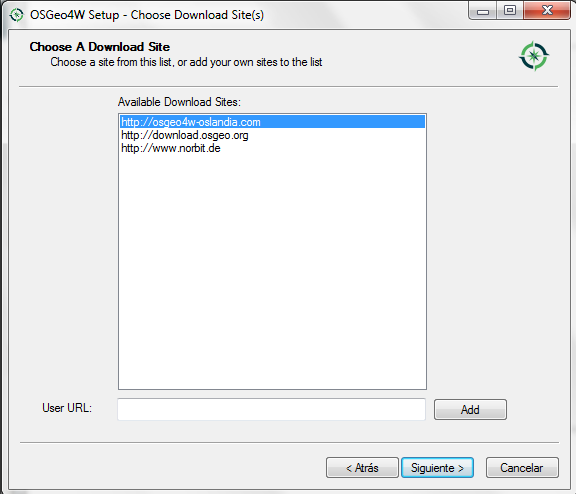 OSGeo4W Setup - Choose Download Site(s)
Choose A Download Site
Choose a site from this list, or add your own sites to the list
Available Download Sites:
http://osgeo4w-oslandia.com
http://download.osgeo.org
http://www.norbit.de
User URL:
Add
< Atrás
Siguiente >
Cancelar